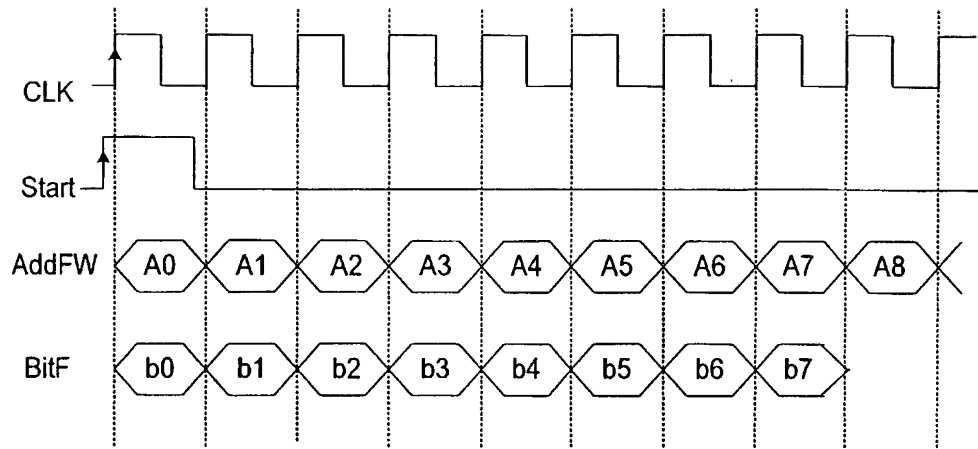 CLK
Start
AddFW A0 A1 A2 A3 A4 A5 A6 A7 A8
BitF b0 b1 b2 b3 b4 b5 b6 b7